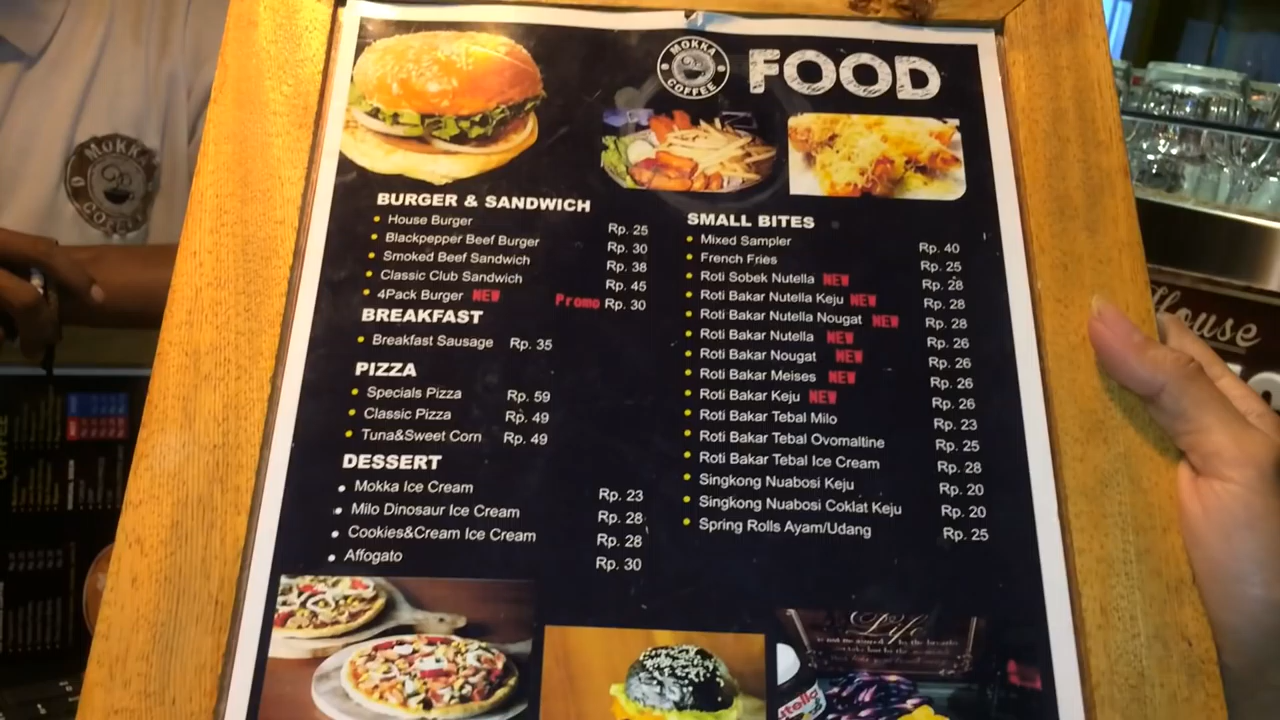 MOKKA COFFEE
FOOD
MOKKA COFFEE
BURGER & SANDWICH
House Burger Rp. 25
Blackpepper Beef Burger Rp. 30
Smoked Beef Sandwich Rp. 38
Classic Club Sandwich Rp. 45
4Pack Burger NEW Promo Rp. 30
BREAKFAST
Breakfast Sausage Rp. 35
PIZZA
Specials Pizza Rp. 59
Classic Pizza Rp. 49
Tuna&Sweet Corn Rp. 49
DESSERT
Mokka Ice Cream Rp. 23
Milo Dinosaur Ice Cream Rp. 28
Cookies&Cream Ice Cream Rp. 28
Affogato Rp. 30
SMALL BITES
Mixed Sampler Rp. 40
French Fries Rp. 25
Roti Sobek Nutella NEW Rp. 28
Roti Bakar Nutella Keju NEW Rp. 28
Roti Bakar Nutella Nougat NEW Rp. 28
Roti Bakar Nutella NEW Rp. 26
Roti Bakar Nougat NEW Rp. 26
Roti Bakar Meises NEW Rp. 26
Roti Bakar Keju NEW Rp. 26
Roti Bakar Tebal Milo Rp. 23
Roti Bakar Tebal Ovomaltine Rp. 25
Roti Bakar Tebal Ice Cream Rp. 28
Singkong Nuabosi Keju Rp. 20
Singkong Nuabosi Coklat Keju Rp. 20
Spring Rolls Ayam/Udang Rp. 25
Life
nutella
House
COFFEE